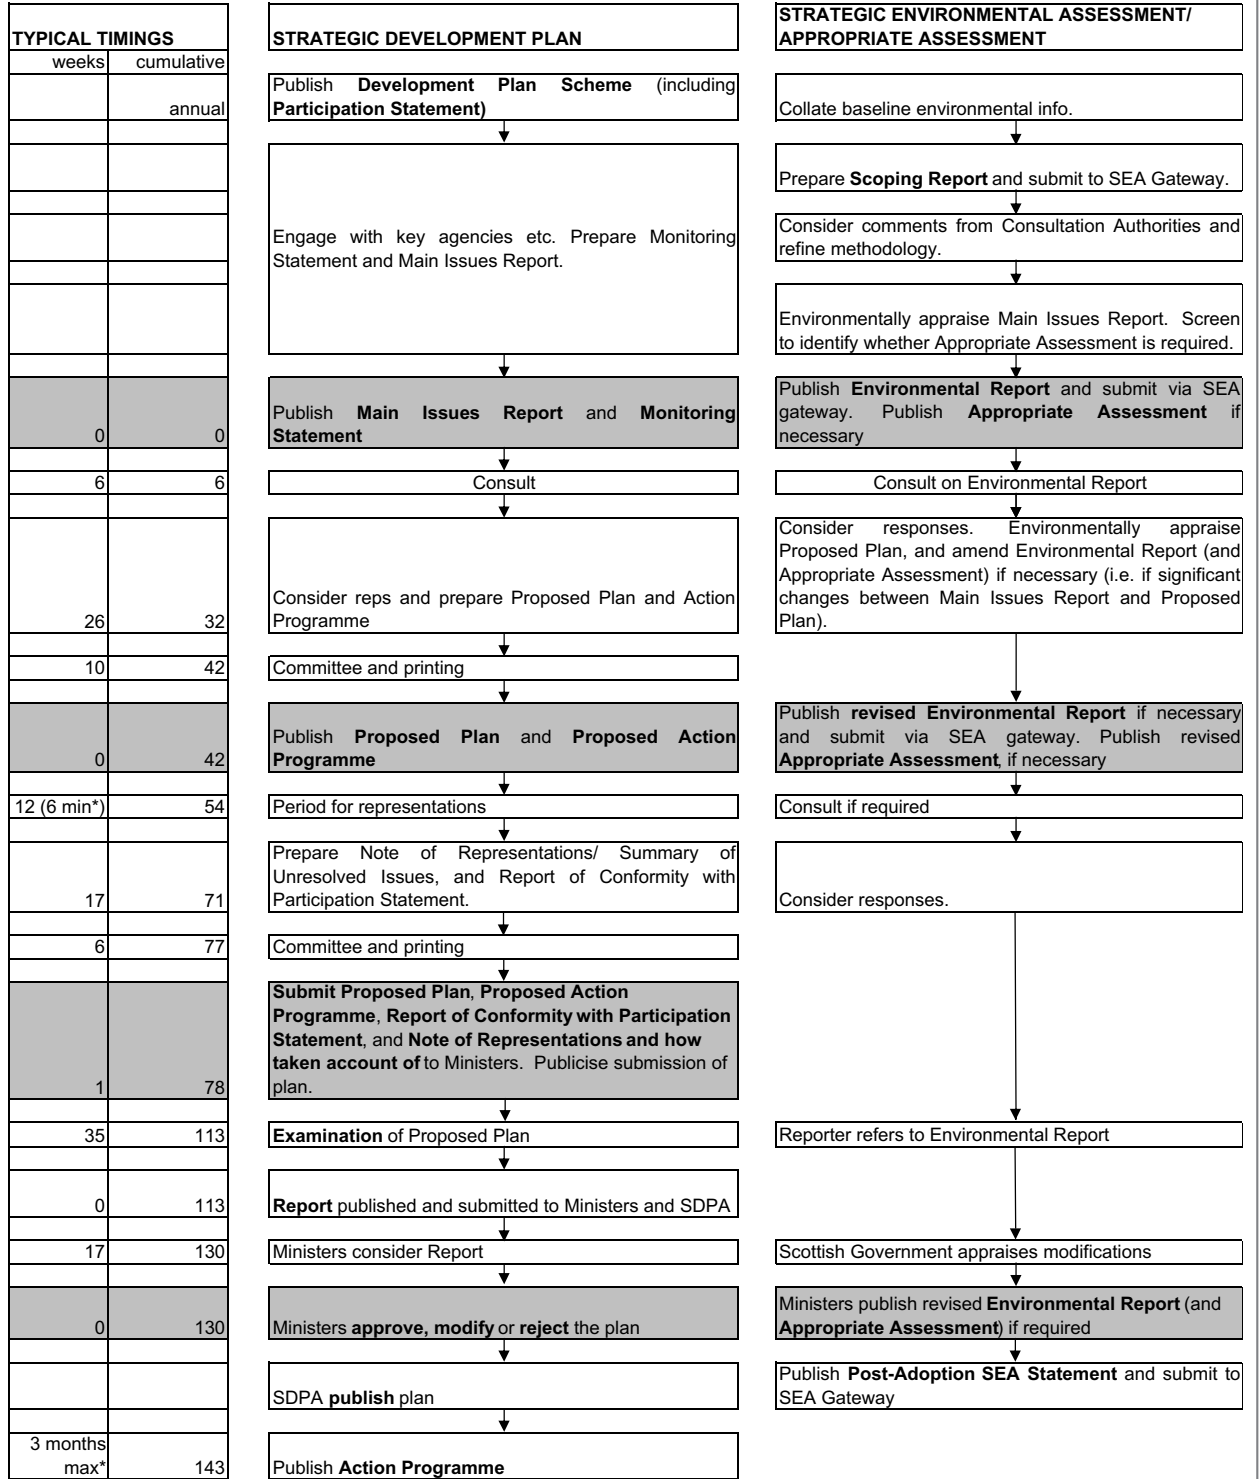 TYPICAL TIMINGS
weeks cumulative
annual
0 0
6 6
26 32
10 42
0 42
12 (6 min*) 54
17 71
6 77
1 78
35 113
0 113
17 130
0 130
3 months
max* 143
STRATEGIC DEVELOPMENT PLAN
Publish Development Plan Scheme (including
Participation Statement)
Engage with key agencies etc. Prepare Monitoring
Statement and Main Issues Report.
Publish Main Issues Report and Monitoring
Statement
Consult
Consider reps and prepare Proposed Plan and Action
Programme
Committee and printing
Publish Proposed Plan and Proposed Action
Programme
Period for representations
Prepare Note of Representations/ Summary of
Unresolved Issues, and Report of Conformity with
Participation Statement.
Committee and printing
Submit Proposed Plan, Proposed Action
Programme, Report of Conformity with Participation
Statement, and Note of Representations and how
taken account of to Ministers. Publicise submission of
plan.
Examination of Proposed Plan
Report published and submitted to Ministers and SDPA
Ministers consider Report
Ministers approve, modify or reject the plan
SDPA publish plan
Publish Action Programme
STRATEGIC ENVIRONMENTAL ASSESSMENT/
APPROPRIATE ASSESSMENT
Collate baseline environmental info.
Prepare Scoping Report and submit to SEA Gateway.
Consider comments from Consultation Authorities and
refine methodology.
Environmentally appraise Main Issues Report. Screen
to identify whether Appropriate Assessment is required.
Publish Environmental Report and submit via SEA
gateway. Publish Appropriate Assessment if
necessary
Consult on Environmental Report
Consider responses. Environmentally appraise
Proposed Plan, and amend Environmental Report (and
Appropriate Assessment) if necessary (i.e. if significant
changes between Main Issues Report and Proposed
Plan).
Publish revised Environmental Report if necessary
and submit via SEA gateway. Publish revised
Appropriate Assessment, if necessary
Consult if required
Consider responses.
Reporter refers to Environmental Report
Scottish Government appraises modifications
Ministers publish revised Environmental Report (and
Appropriate Assessment) if required
Publish Post-Adoption SEA Statement and submit to
SEA Gateway